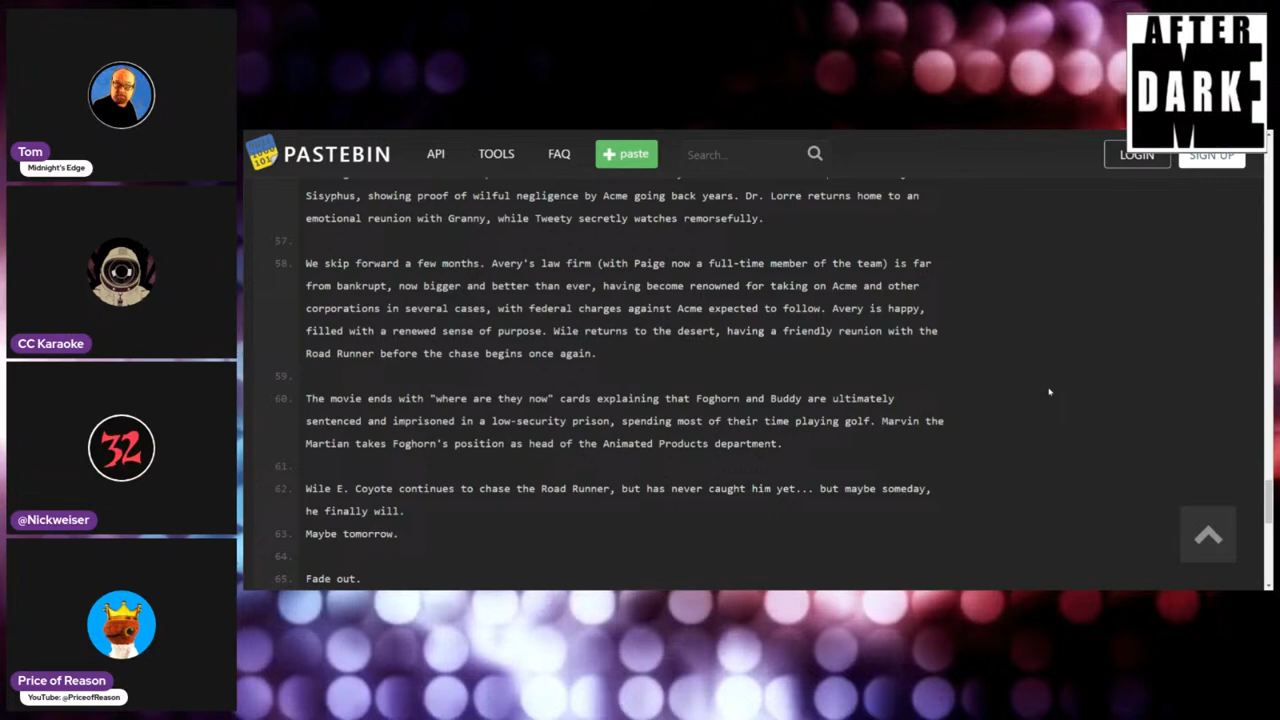 Tom
Midnight's Edge
CC Karaoke
32
@Nickweiser
Price of Reason
YouTube: @PriceofReason
AFTER
ME
DARK
ME
PASTEBIN
API
TOOLS
FAQ
+ paste
Search...
LOGIN
SIGN UP
Sisyphus, showing proof of wilful negligence by Acme going back years. Dr. Lorre returns home to an
emotional reunion with Granny, while Tweety secretly watches remorsefully.
57.
58. We skip forward a few months. Avery's law firm (with Paige now a full-time member of the team) is far
from bankrupt, now bigger and better than ever, having become renowned for taking on Acme and other
corporations in several cases, with federal charges against Acme expected to follow. Avery is happy,
filled with a renewed sense of purpose. Wile returns to the desert, having a friendly reunion with the
Road Runner before the chase begins once again.
59.
60. The movie ends with "where are they now" cards explaining that Foghorn and Buddy are ultimately
sentenced and imprisoned in a low-security prison, spending most of their time playing golf. Marvin the
Martian takes Foghorn's position as head of the Animated Products department.
61.
62. Wile E. Coyote continues to chase the Road Runner, but has never caught him yet... but maybe someday,
he finally will.
63. Maybe tomorrow.
64.
65. Fade out.